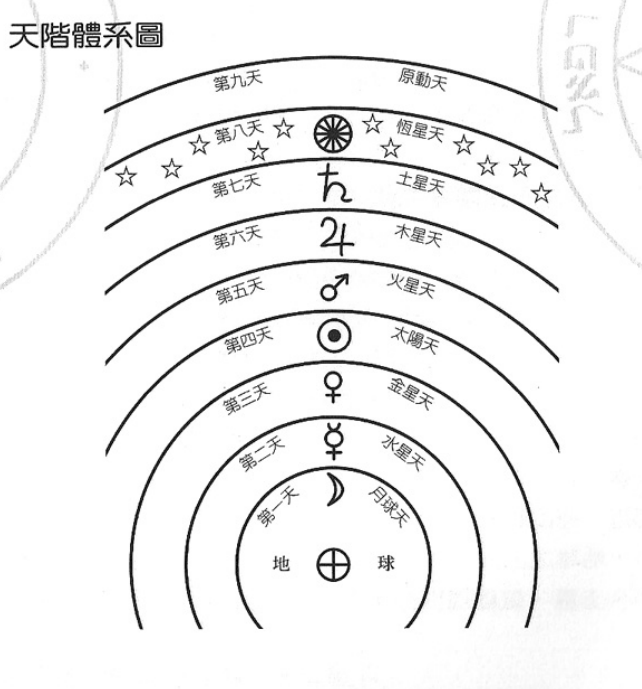 天階體系圖
第九天 原動天
第八天 恆星天
第七天 土星天
第六天 木星天
第五天 火星天
第四天 太陽天
第三天 金星天
第二天 水星天
第一天 月球天
地 球